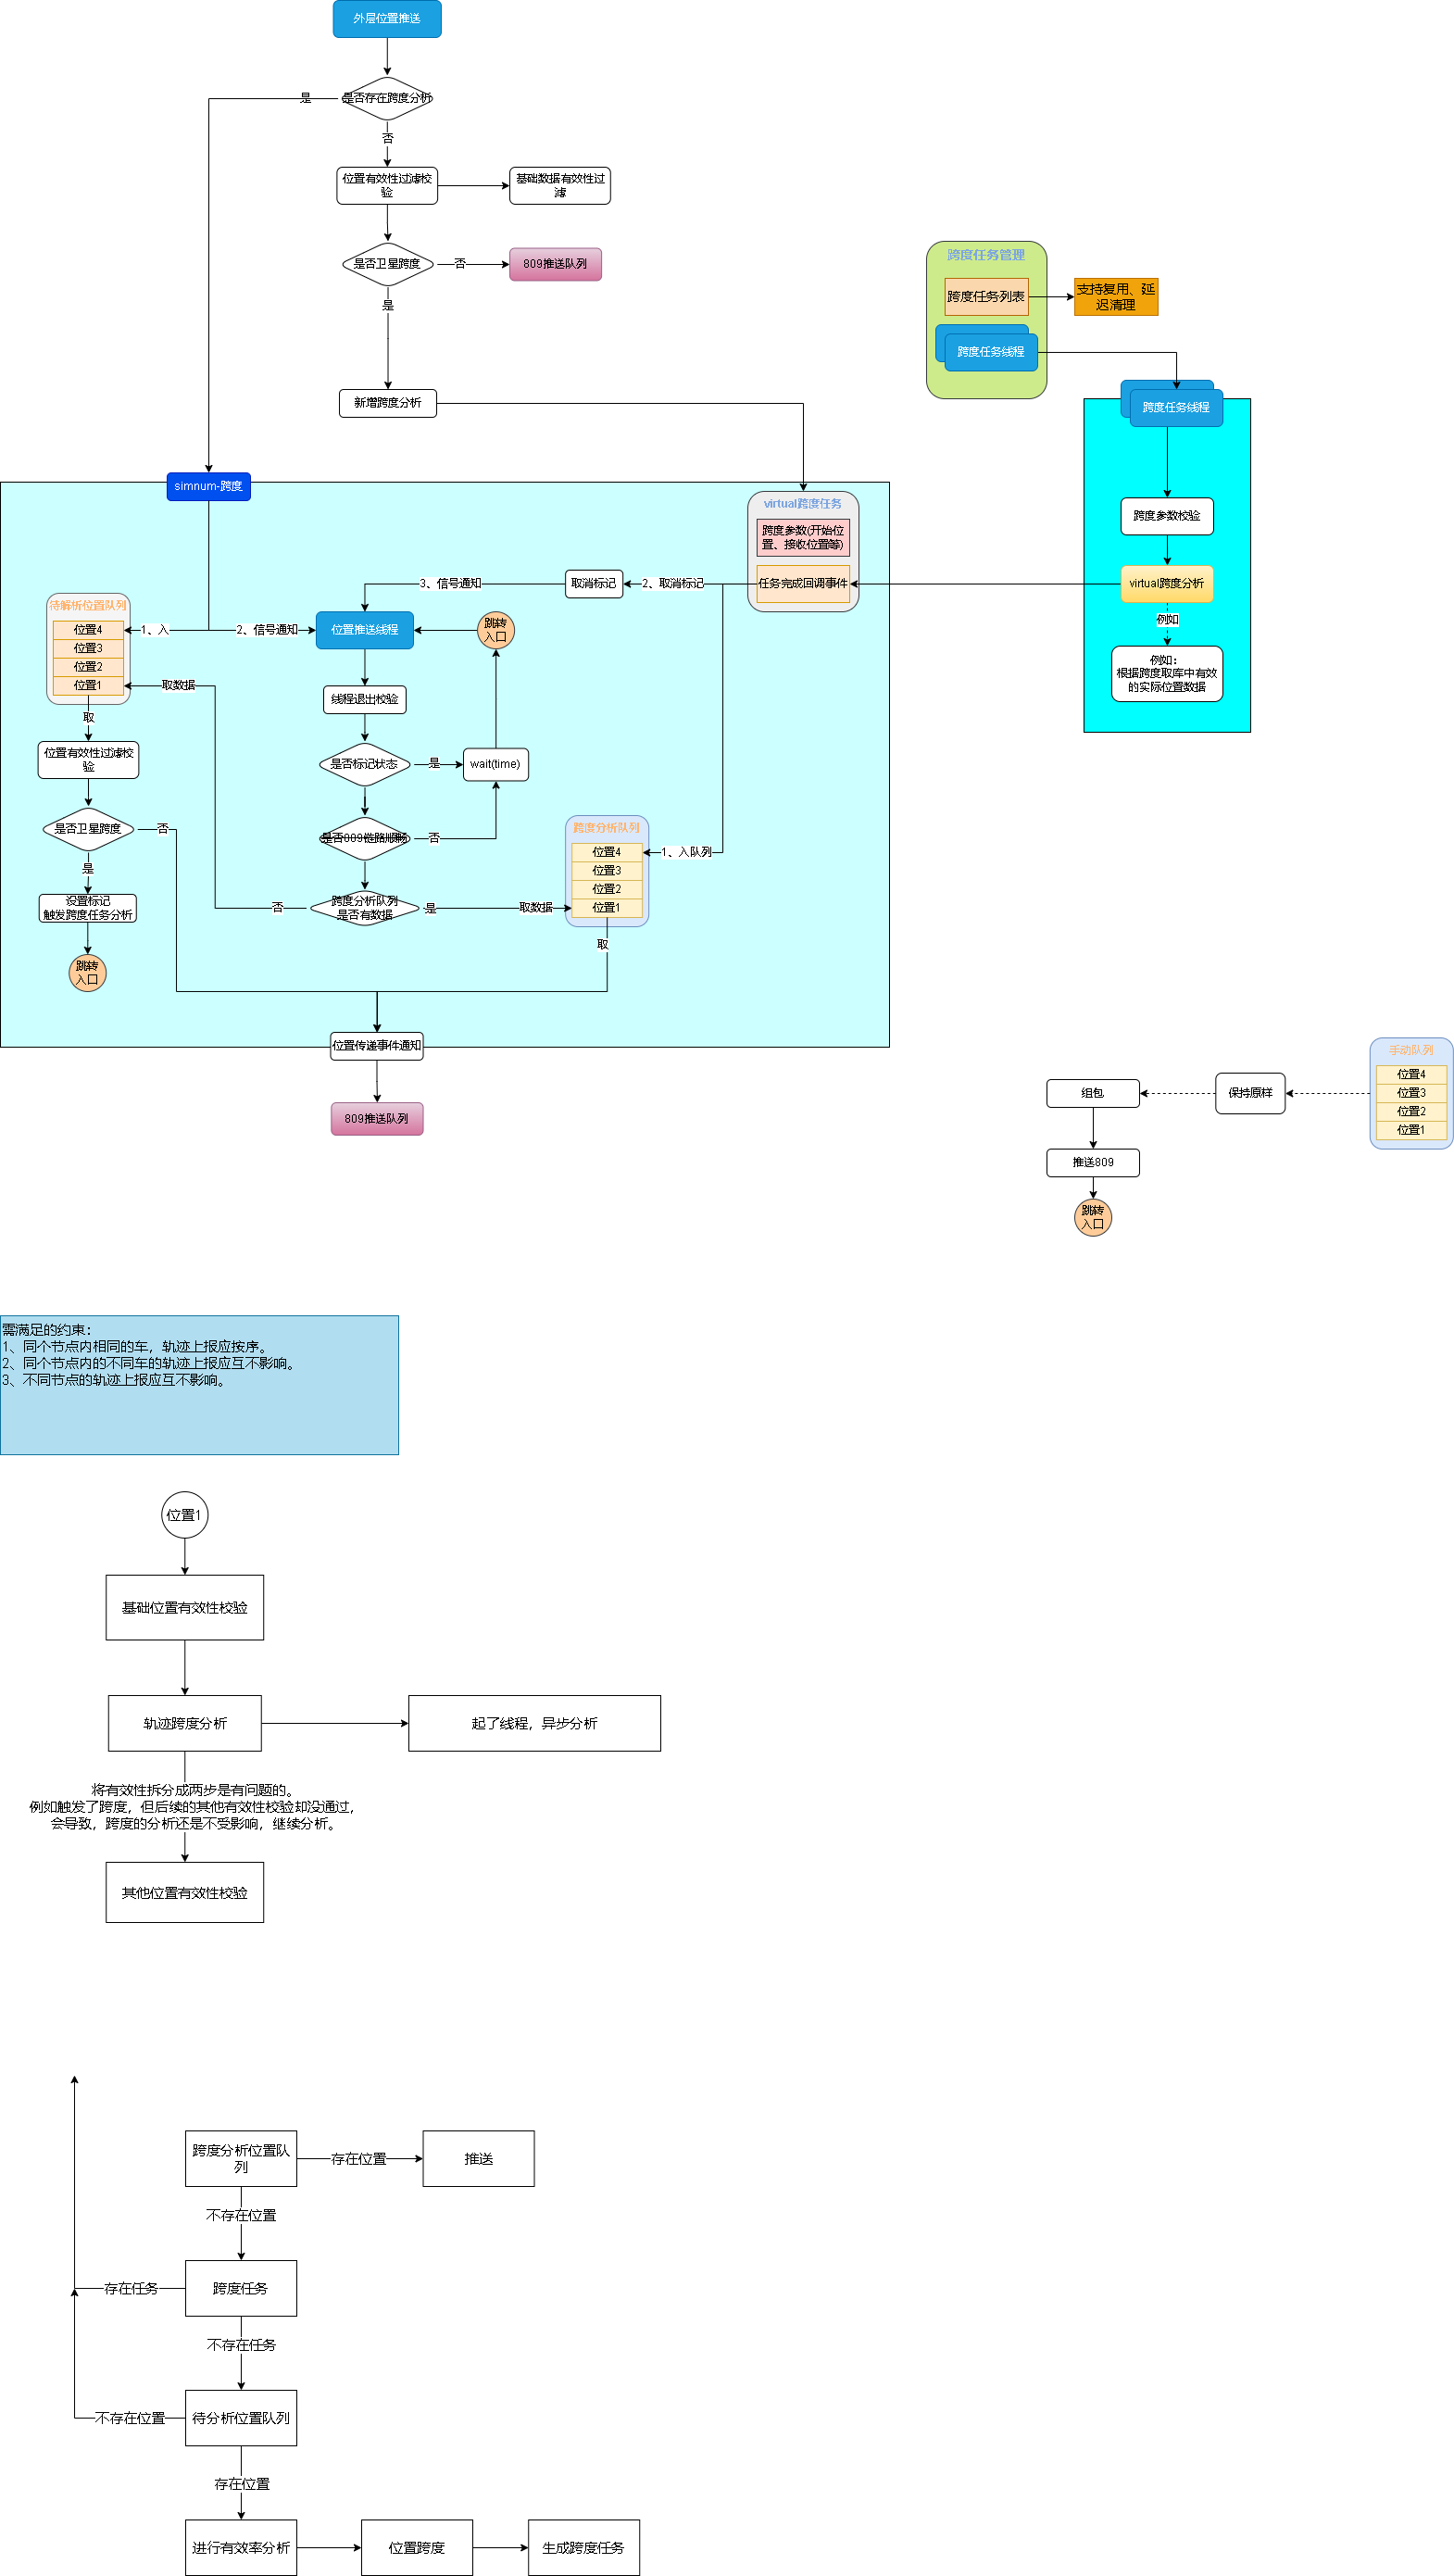 外层位置推送
是否存在跨度分析
是
否
位置有效性过滤校
验
基础数据有效性过
滤
是否卫星跨度
否
809推送队列
是
新增跨度分析
跨度任务管理
跨度任务列表
支持复用、延
迟清理
跨度任务线程
跨度任务线程
跨度参数校验
virtual跨度分析
例如
例如：
根据跨度取库中有效
的实际位置数据
simnum-跨度
virtual跨度任务
跨度参数(开始位
置、接收位置等)
任务完成回调事件
2、取消标记
取消标记
3、信号通知
待解析位置队列
位置4
位置3
位置2
位置1
1、入
2、信号通知
位置推送线程
跳转
入口
取数据
线程退出校验
取
位置有效性过滤校
验
是否标记状态
是
wait(time)
是否卫星跨度
否
是否809链路顺畅
否
跨度分析队列
位置4
位置3
位置2
位置1
1、入队列
是
设置标记
触发跨度任务分析
跨度分析队列
是否有数据
否
是
取数据
取
跳转
入口
位置传递事件通知
809推送队列
手动队列
位置4
位置3
位置2
位置1
保持原样
组包
推送809
跳转
入口
需满足的约束：
1、同个节点内相同的车，轨迹上报应按序。
2、同个节点内的不同车的轨迹上报应互不影响。
3、不同节点的轨迹上报应互不影响。
位置1
基础位置有效性校验
轨迹跨度分析
起了线程，异步分析
将有效性拆分成两步是有问题的。
例如触发了跨度，但后续的其他有效性校验却没通过，
会导致，跨度的分析还是不受影响，继续分析。
其他位置有效性校验
跨度分析位置队
列
存在位置
推送
不存在位置
跨度任务
存在任务
不存在任务
待分析位置队列
不存在位置
存在位置
进行有效率分析
位置跨度
生成跨度任务